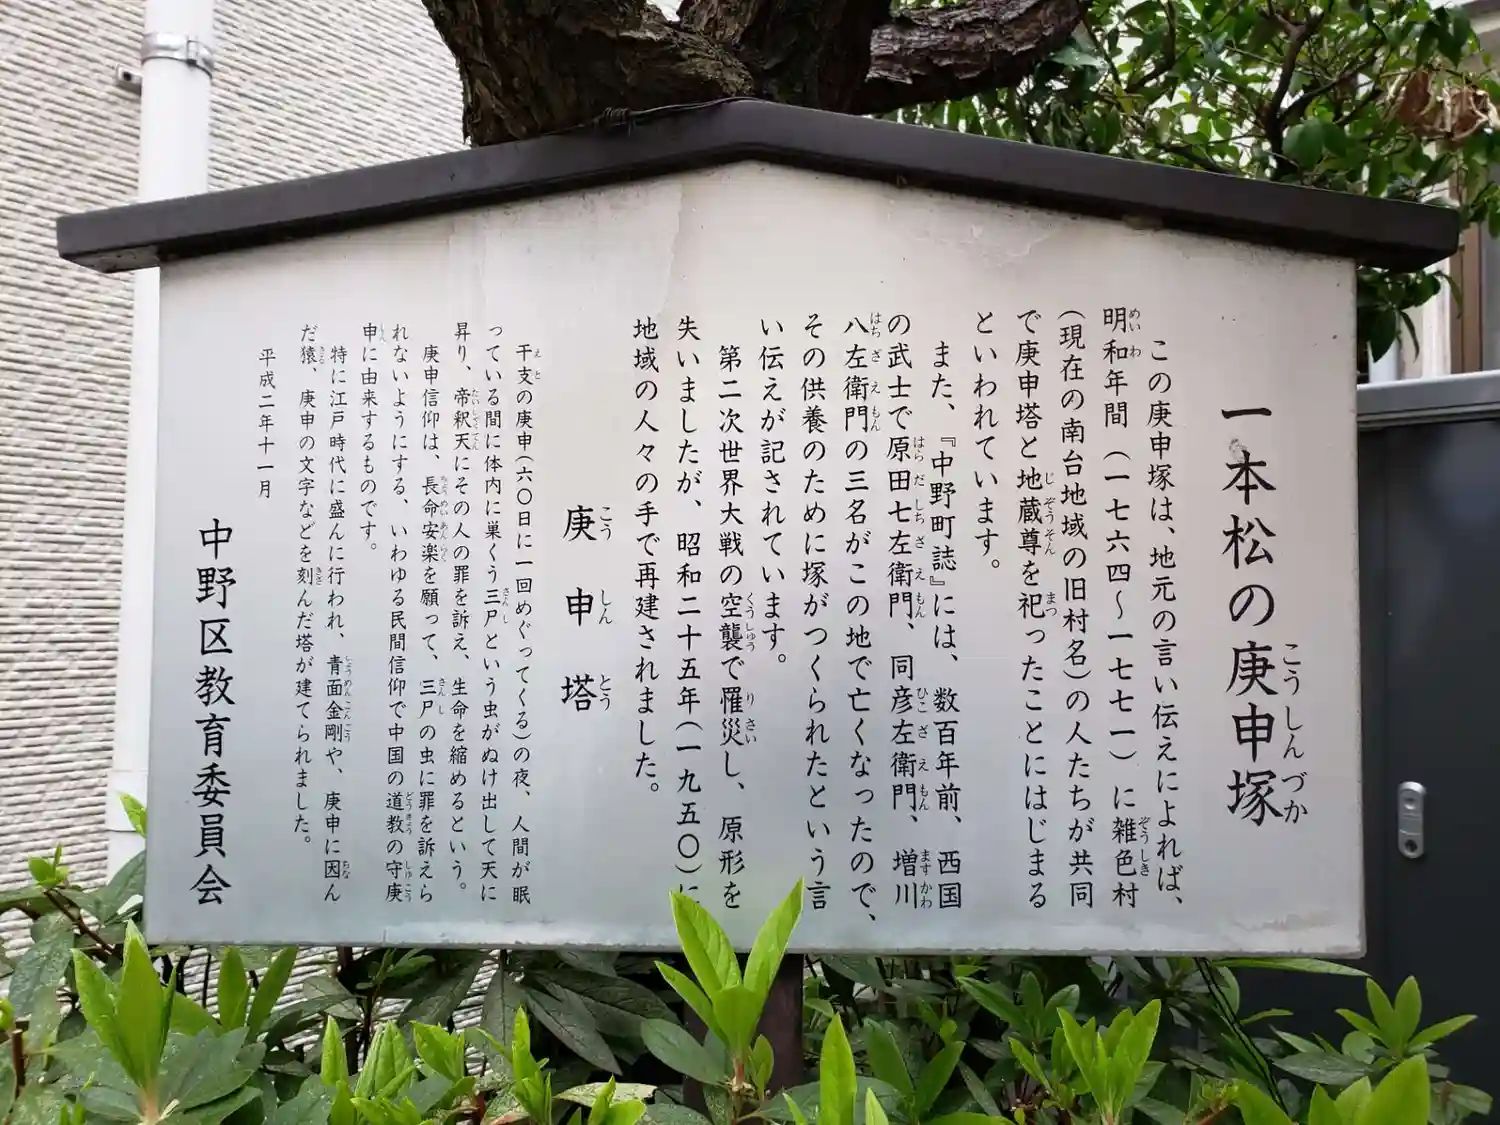 一本松の庚申塚
この庚申塚は、地元の言い伝えによれば、
明和年間（一七六四～一七七一）に雑色村
（現在の南台地域の旧村名）の人たちが共同
で庚申塔と地蔵尊を祀ったことにはじまる
といわれています。
また、『中野町誌』には、数百年前、西国
の武士で原田七左衛門、同彦左衛門、増川
八左衛門の三名がこの地で亡くなったので、
その供養のために塚がつくられたという言
い伝えが記されています。
第二次世界大戦の空襲で罹災し、原形を
失いましたが、昭和二十五年（一九五〇）に
地域の人々の手で再建されました。
庚申塔
干支の庚申（六〇日に一回めぐってくる）の夜、人間が眠
っている間に体内に巣くう三尸という虫がぬけ出して天に
昇り、帝釈天にその人の罪を訴え、生命を縮めるという。
庚申信仰は、長命安楽を願って、三尸の虫に罪を訴えら
れないようにする、いわゆる民間信仰で中国の道教の守庚
申に由来するものです。
特に江戸時代に盛んに行われ、青面金剛や、庚申に因ん
だ猿、庚申の文字などを刻んだ塔が建てられました。
平成二年十一月
中野区教育委員会